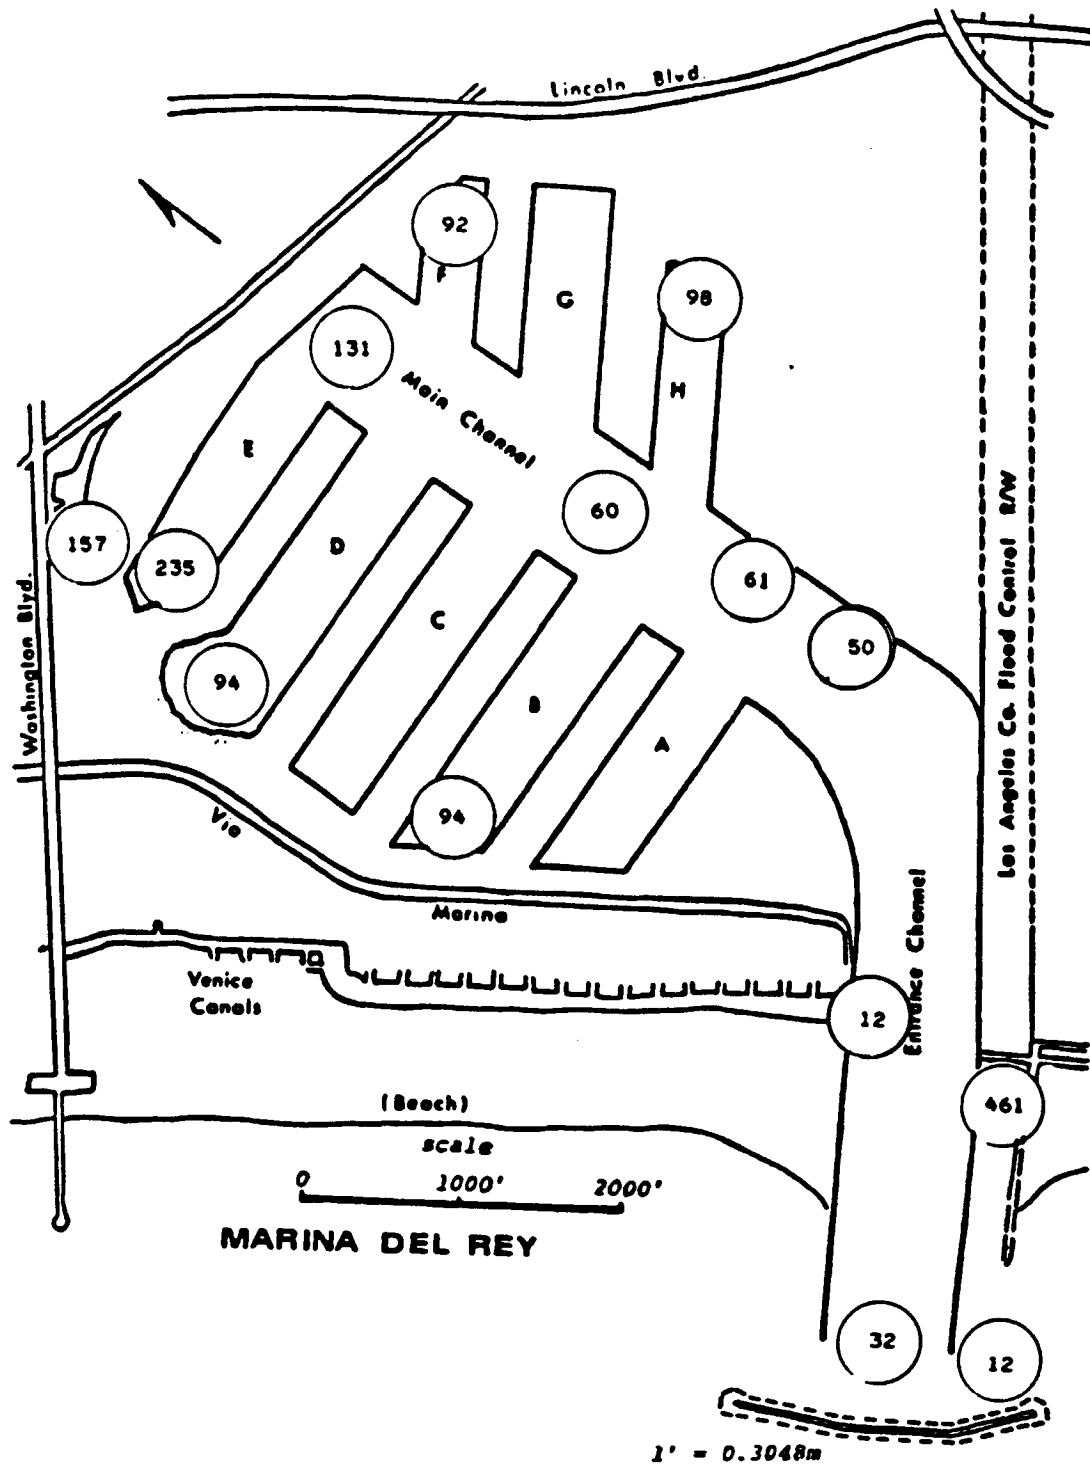 Lincoln Blvd.
92
F
G
98
131
Main Channel
H
E
60
157
235
D
61
C
50
94
B
A
94
Washington Blvd.
Los Angeles Co. Flood Control R/W
Via
Marina
Entrance Channel
Venice
Canals
12
(Beach)
461
scale
0 1000' 2000'
MARINA DEL REY
32
12
1' = 0.3048m